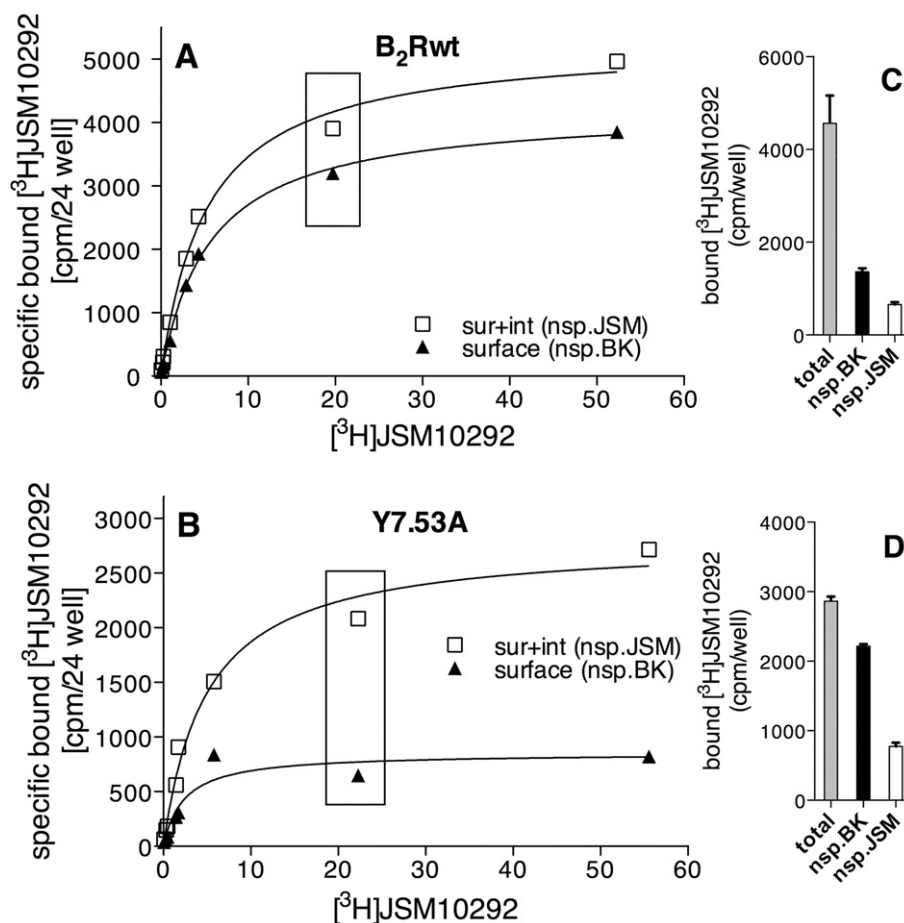 A
B₂Rwt
specific bound [³H]JSM10292
[cpm/24 well]
5000
4000
3000
2000
1000
0
sur+int (nsp.JSM)
surface (nsp.BK)
0 10 20 30 40 50 60
[³H]JSM10292
C
bound [³H]JSM10292
(cpm/well)
6000
4000
2000
0
total
nsp.BK
nsp.JSM
B
Y7.53A
specific bound [³H]JSM10292
[cpm/24 well]
3000
2500
2000
1500
1000
500
0
sur+int (nsp.JSM)
surface (nsp.BK)
0 10 20 30 40 50 60
[³H]JSM10292
D
bound [³H]JSM10292
(cpm/well)
4000
3000
2000
1000
0
total
nsp.BK
nsp.JSM